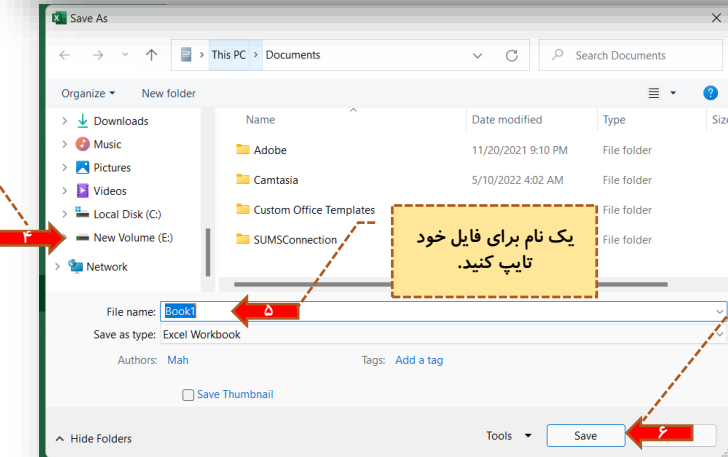 Save As
This PC > Documents
Search Documents
Organize
New folder
Downloads
Music
Pictures
Videos
Local Disk (C:)
New Volume (E:)
Network
Name Date modified Type Size
Adobe 11/20/2021 9:10 PM File folder
Camtasia 5/10/2022 4:02 AM File folder
Custom Office Templates File folder
SUMSConnection File folder
یک نام برای فایل خود
تایپ کنید.
۴
File name: Book1
۵
Save as type: Excel Workbook
Authors: Mah Tags: Add a tag
Save Thumbnail
Hide Folders
Tools Save
۶